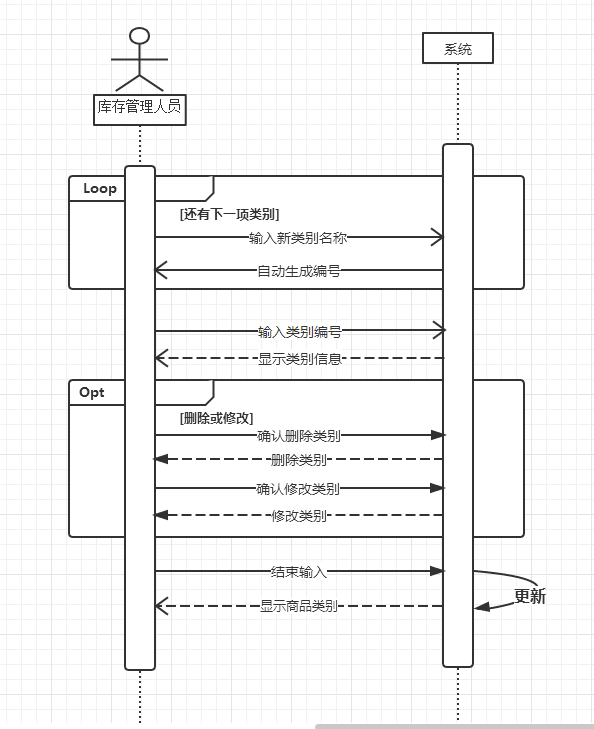 系统
库存管理人员
Loop
[还有下一项类别]
输入新类别名称
自动生成编号
输入类别编号
显示类别信息
Opt
[删除或修改]
确认删除类别
删除类别
确认修改类别
修改类别
结束输入
更新
显示商品类别